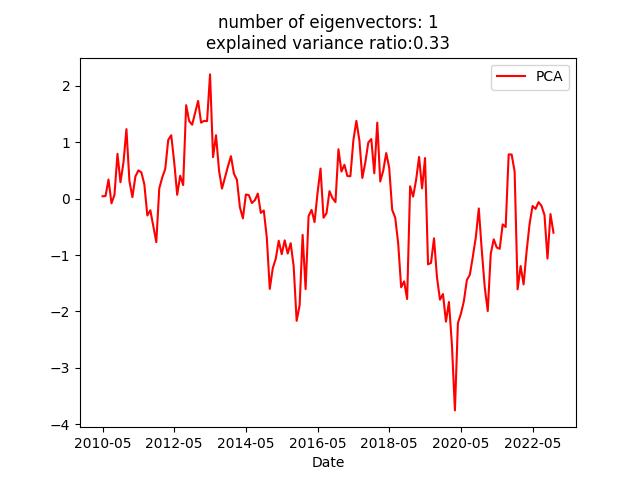 number of eigenvectors: 1
explained variance ratio:0.33
PCA
2
1
0
−1
−2
−3
−4
2010-05 2012-05 2014-05 2016-05 2018-05 2020-05 2022-05
Date